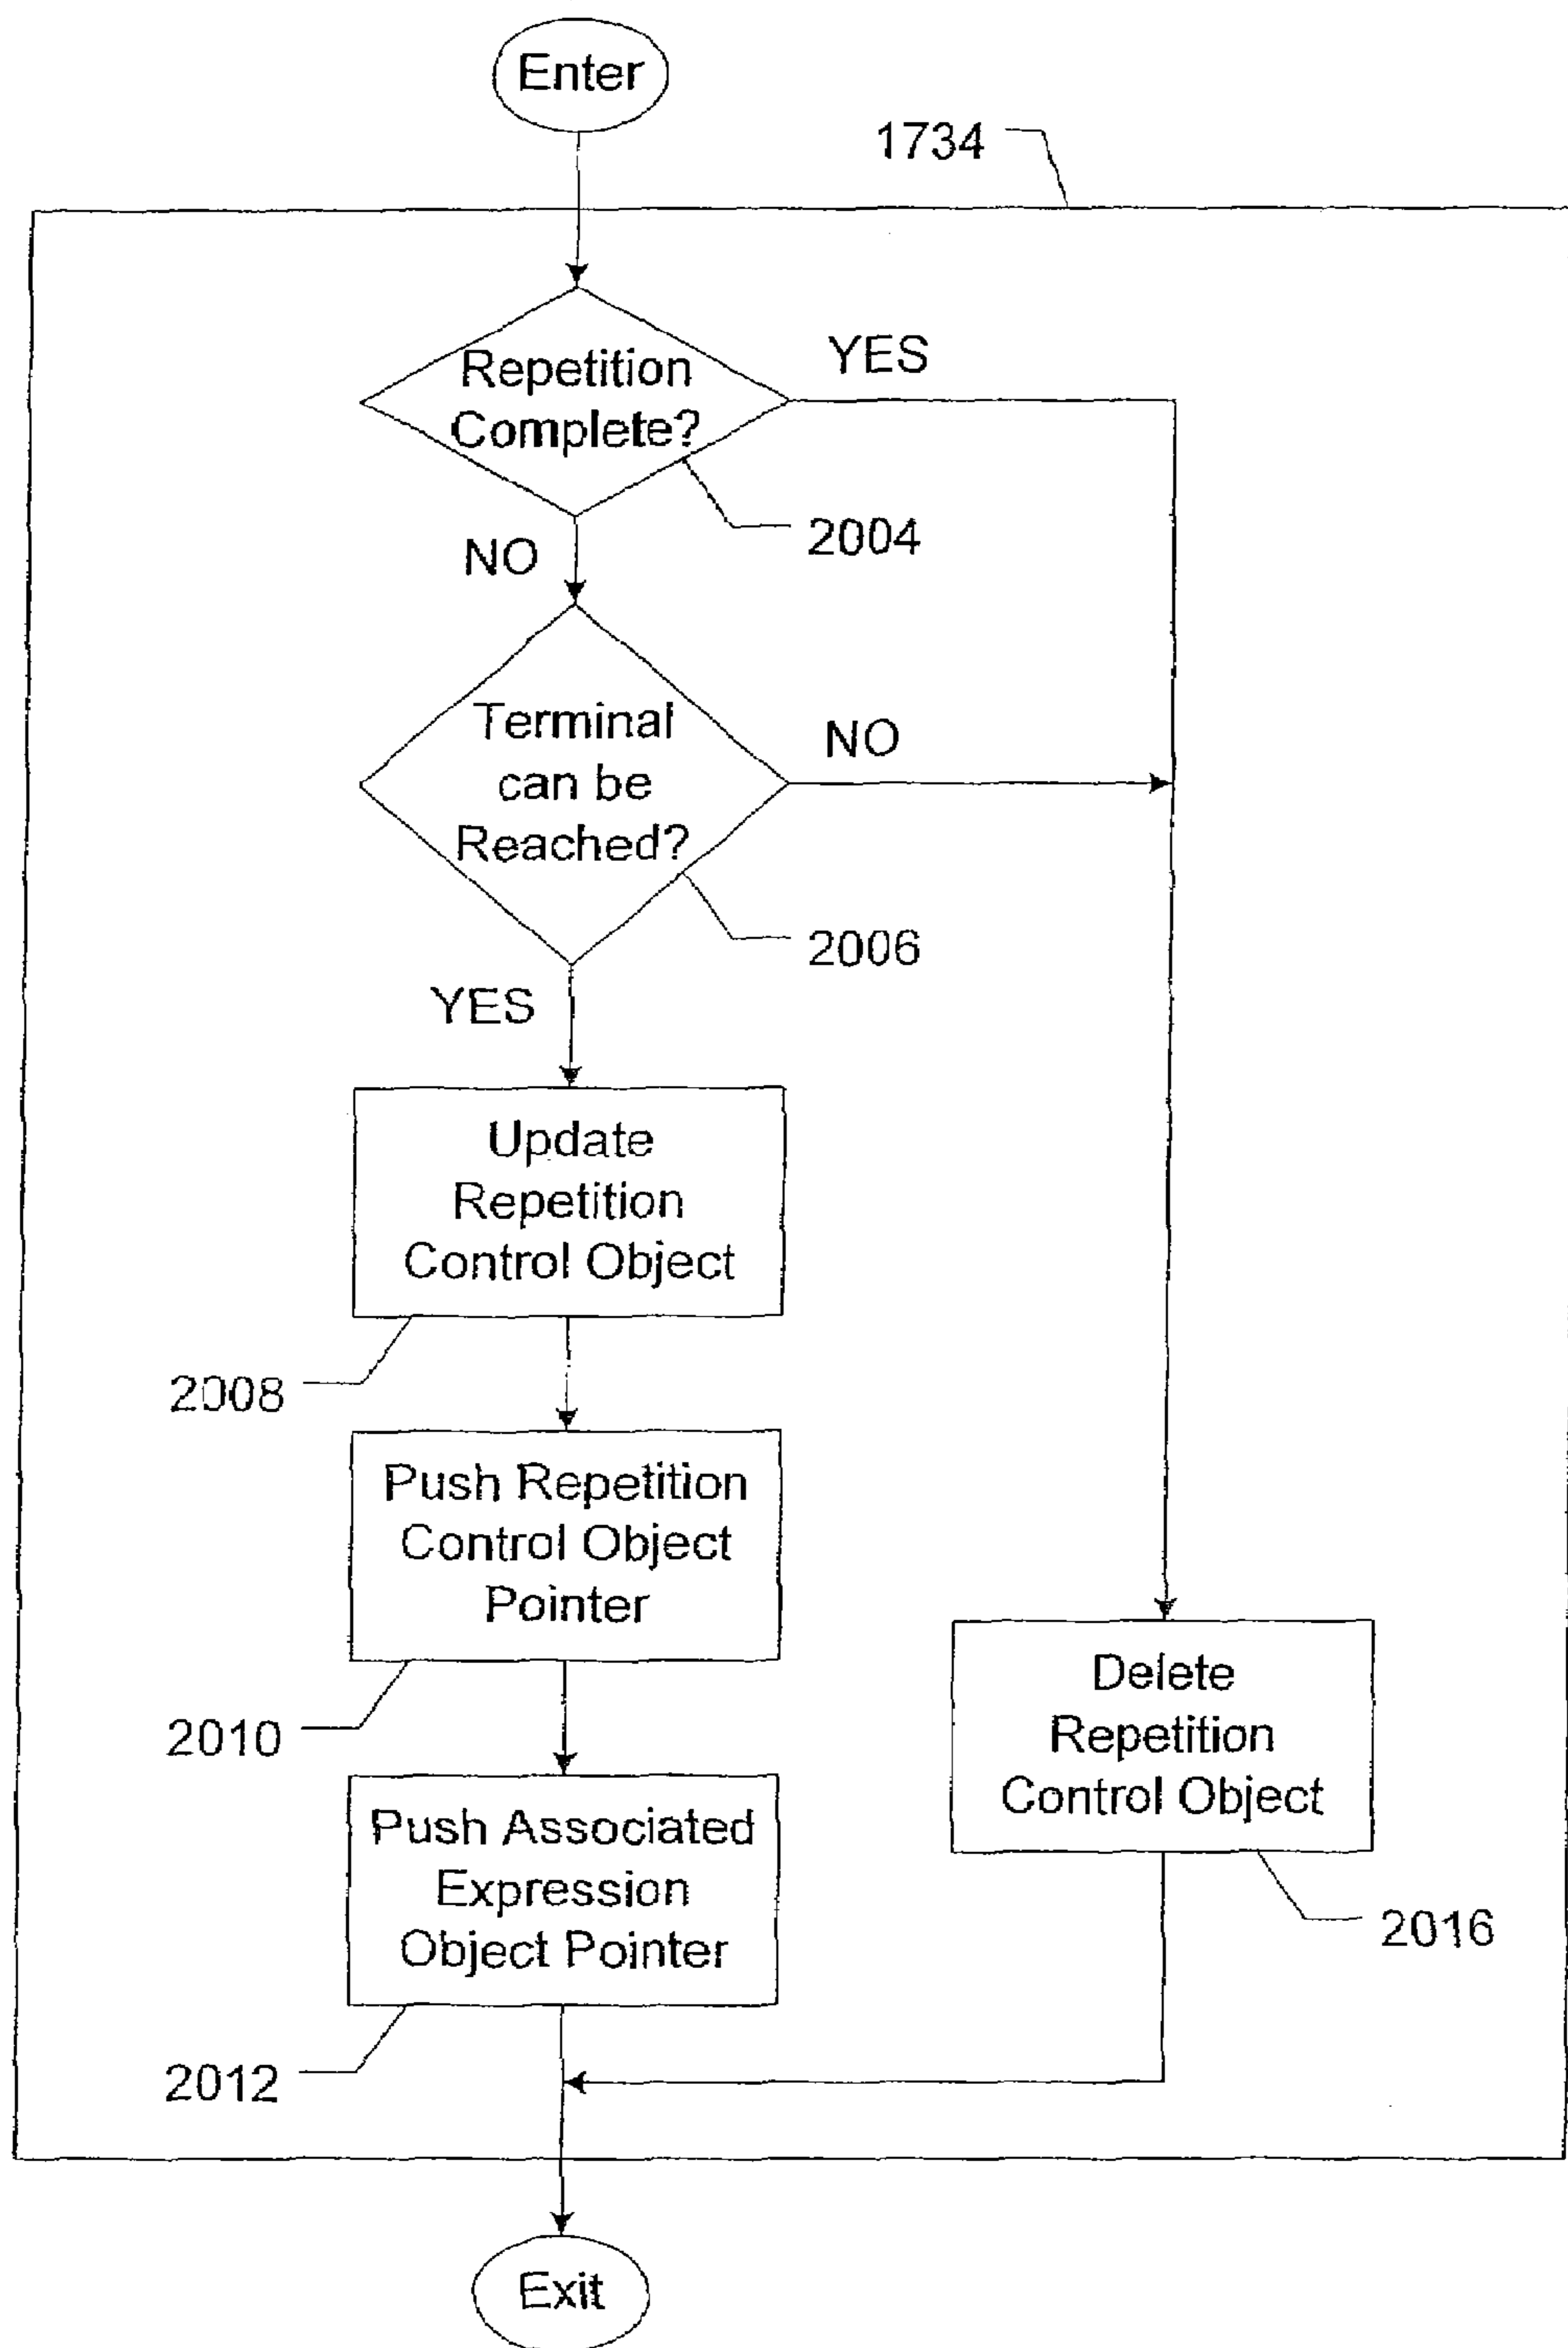 Enter
1734
Repetition
Complete?
YES
2004
NO
Terminal
can be
Reached?
NO
2006
YES
Update
Repetition
Control Object
2008
Push Repetition
Control Object
Pointer
2010
Delete
Repetition
Control Object
2016
Push Associated
Expression
Object Pointer
2012
Exit